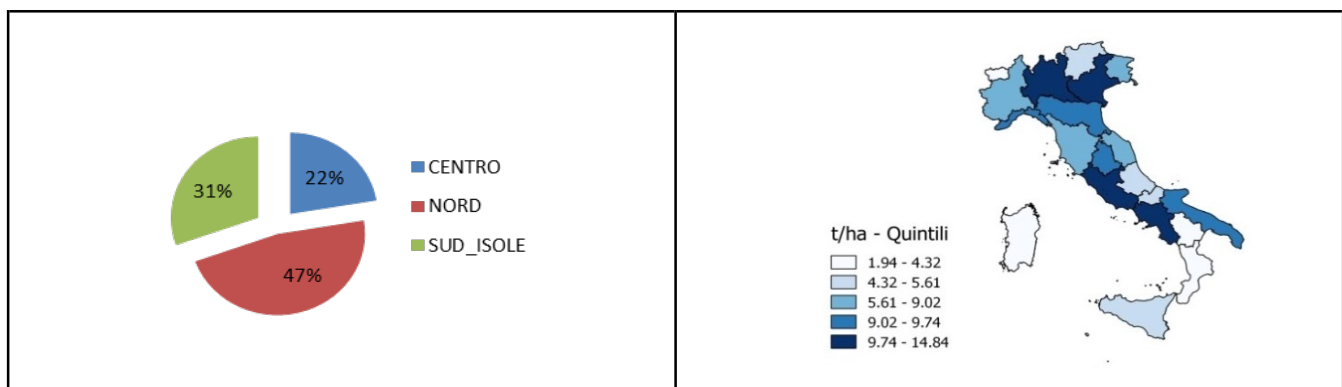 22%
47%
31%
CENTRO
NORD
SUD_ISOLE
t/ha - Quintili
1.94 - 4.32
4.32 - 5.61
5.61 - 9.02
9.02 - 9.74
9.74 - 14.84